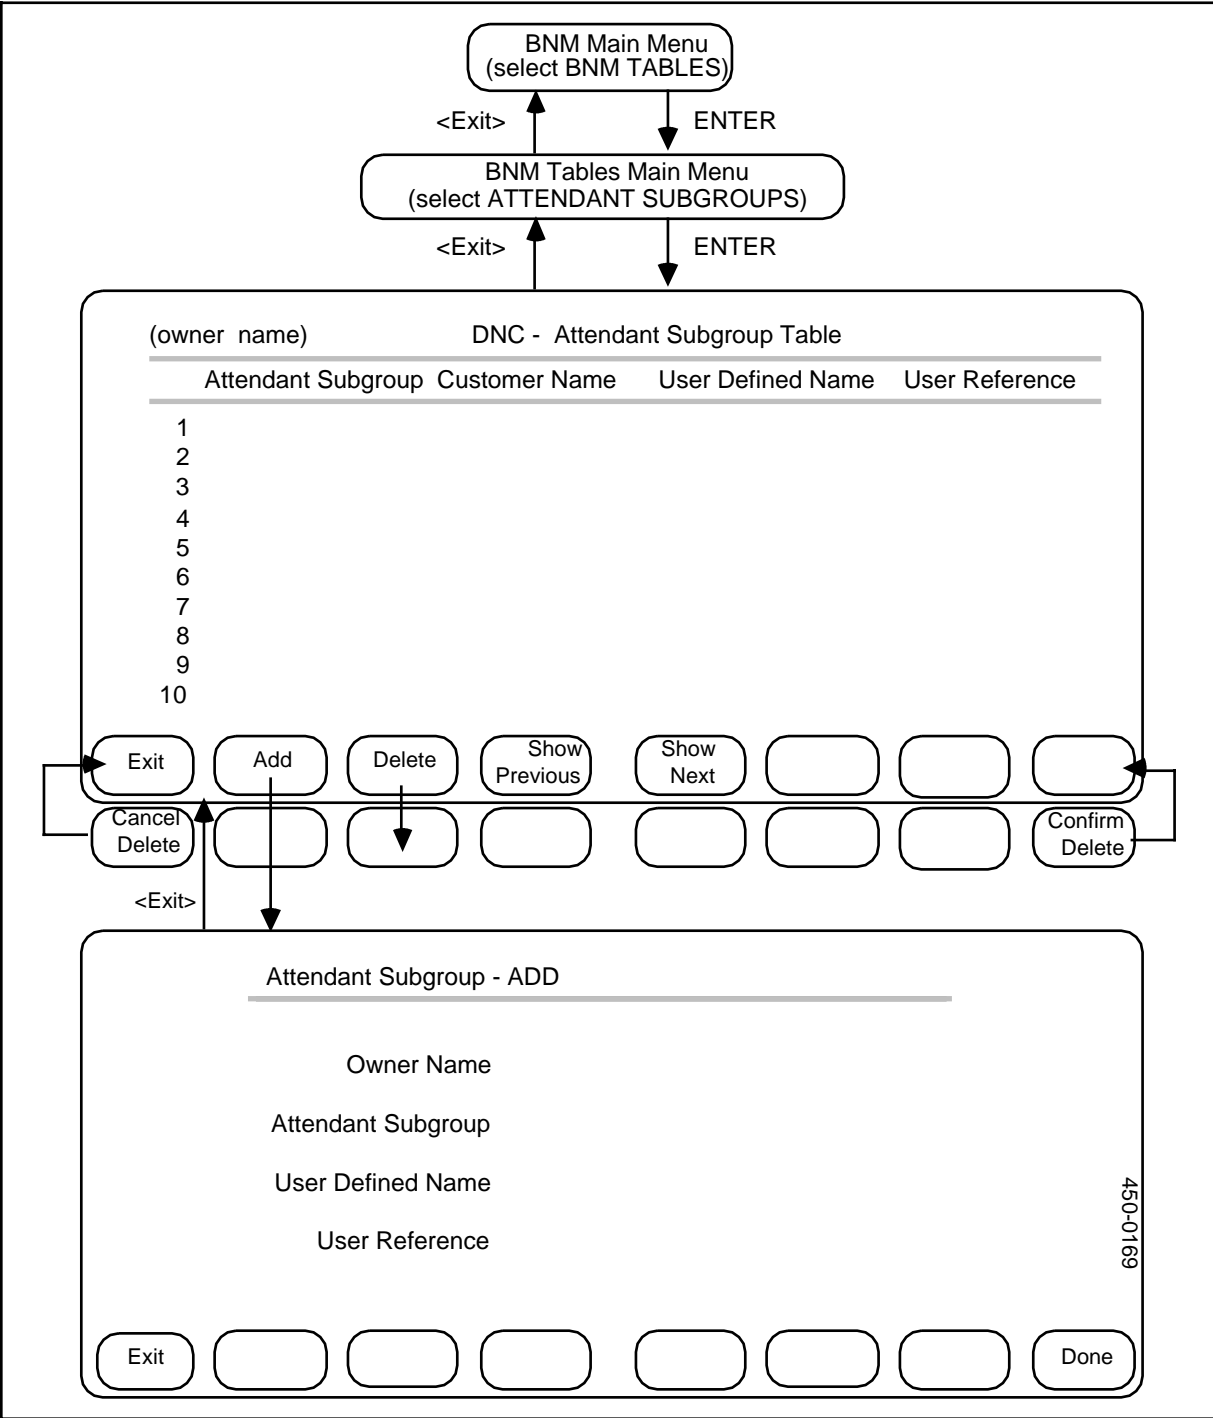 BNM Main Menu
(select BNM TABLES)
<Exit> ENTER
BNM Tables Main Menu
(select ATTENDANT SUBGROUPS)
<Exit> ENTER
(owner name) DNC - Attendant Subgroup Table
Attendant Subgroup Customer Name User Defined Name User Reference
1
2
3
4
5
6
7
8
9
10
Exit Add Delete Show Previous Show Next
Cancel Delete Confirm Delete
<Exit>
Attendant Subgroup - ADD
Owner Name
Attendant Subgroup
User Defined Name
User Reference
450-0169
Exit Done